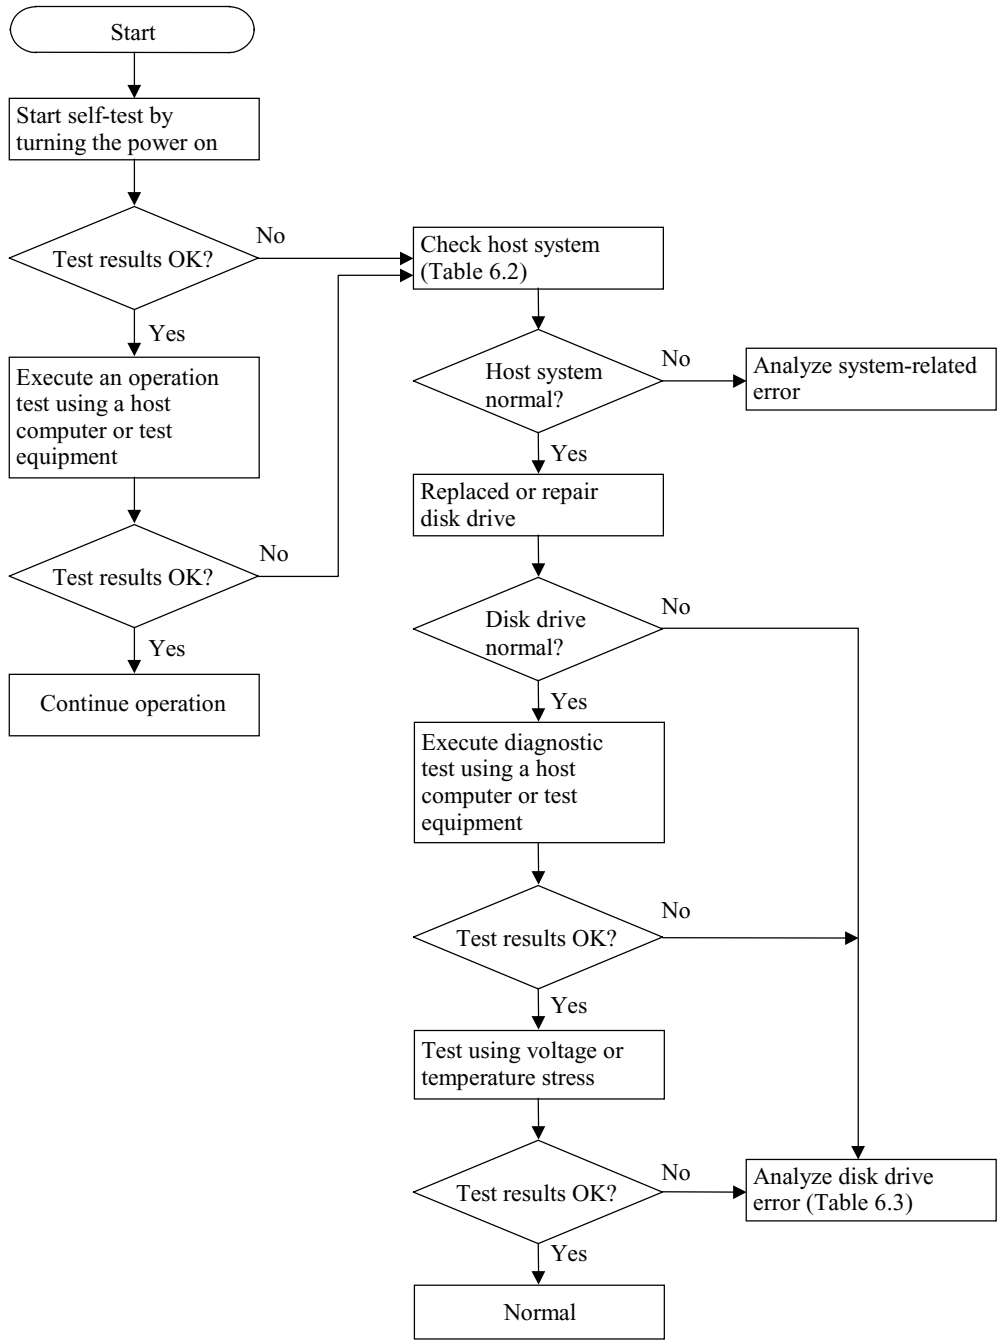 Start
Start self-test by
turning the power on
Test results OK?
No
Yes
Execute an operation
test using a host
computer or test
equipment
Test results OK?
No
Yes
Continue operation
Check host system
(Table 6.2)
Host system
normal?
No
Analyze system-related
error
Yes
Replaced or repair
disk drive
Disk drive
normal?
No
Yes
Execute diagnostic
test using a host
computer or test
equipment
Test results OK?
No
Yes
Test using voltage or
temperature stress
Test results OK?
No
Analyze disk drive
error (Table 6.3)
Yes
Normal